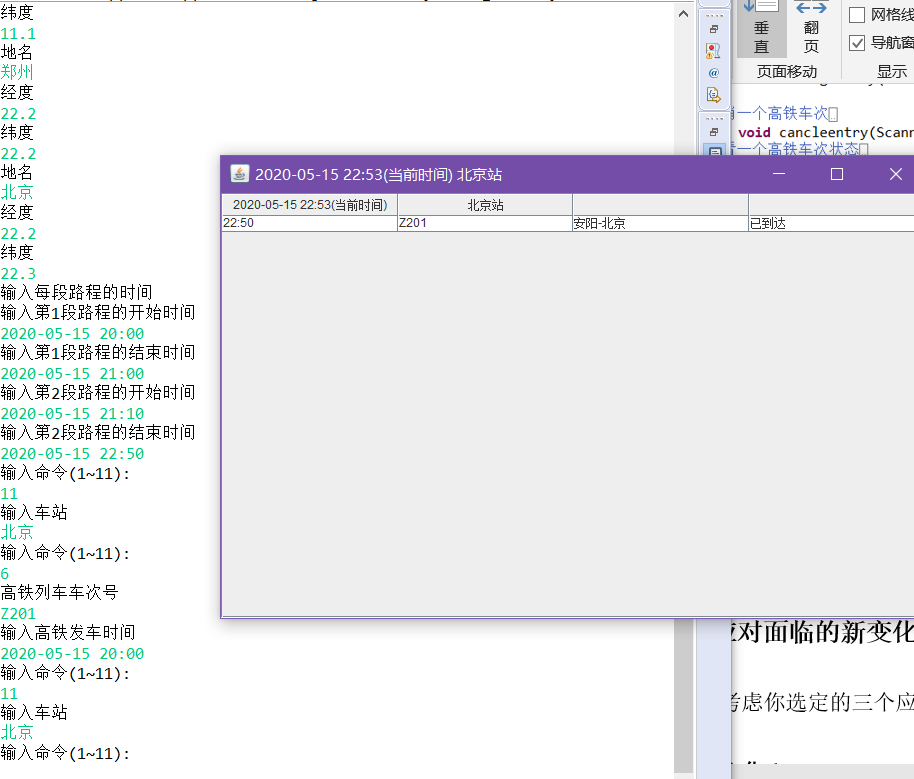 纬度
11.1
地名
郑州
经度
22.2
纬度
22.2
地名
北京
经度
22.2
纬度
22.3
输入每段路程的时间
输入第1段路程的开始时间
2020-05-15 20:00
输入第1段路程的结束时间
2020-05-15 21:00
输入第2段路程的开始时间
2020-05-15 21:10
输入第2段路程的结束时间
2020-05-15 22:50
输入命令(1~11):
11
输入车站
北京
输入命令(1~11):
6
高铁列车车次号
Z201
输入高铁发车时间
2020-05-15 20:00
输入命令(1~11):
11
输入车站
北京
输入命令(1~11):
2020-05-15 22:53(当前时间) 北京站
2020-05-15 22:53(当前时间) 北京站
22:50 Z201 安阳-北京 已到达
垂直
翻页
网格线
导航窗
页面移动
显示
一个高铁车次
void cancleentry(Scann
一个高铁车次状态
应对面临的新变化
考虑你选定的三个应